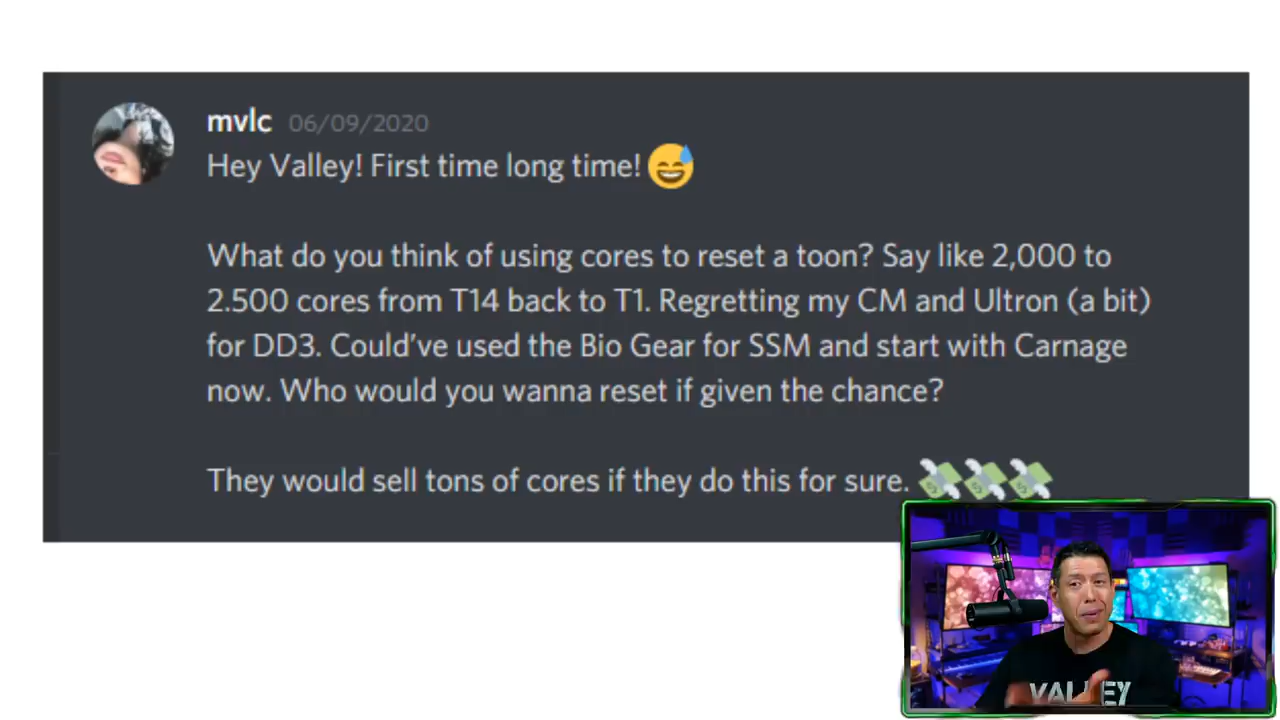 mvlc 06/09/2020
Hey Valley! First time long time! 😅
What do you think of using cores to reset a toon? Say like 2,000 to
2.500 cores from T14 back to T1. Regretting my CM and Ultron (a bit)
for DD3. Could've used the Bio Gear for SSM and start with Carnage
now. Who would you wanna reset if given the chance?
They would sell tons of cores if they do this for sure. 💸💸💸
VALLEY